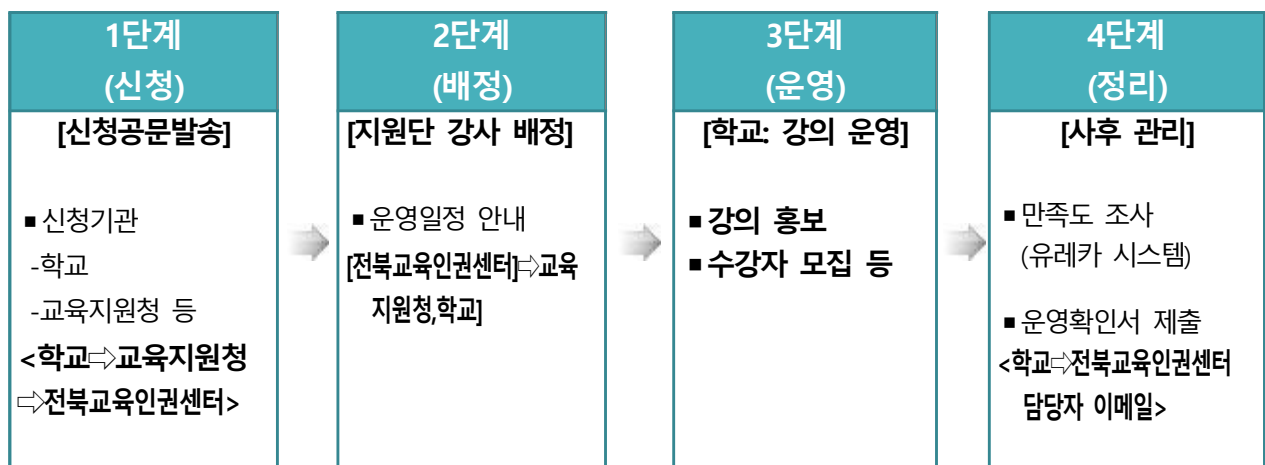 1단계
(신청)
[신청공문발송]
■ 신청기관
-학교
-교육지원청 등
<학교⇨교육지원청
⇨전북교육인권센터>
2단계
(배정)
[지원단 강사 배정]
■ 운영일정 안내
[전북교육인권센터]⇨교육
지원청,학교]
3단계
(운영)
[학교: 강의 운영]
■ 강의 홍보
■ 수강자 모집 등
4단계
(정리)
[사후 관리]
■ 만족도 조사
(유레카 시스템)
■ 운영확인서 제출
<학교⇨전북교육인권센터
담당자 이메일>